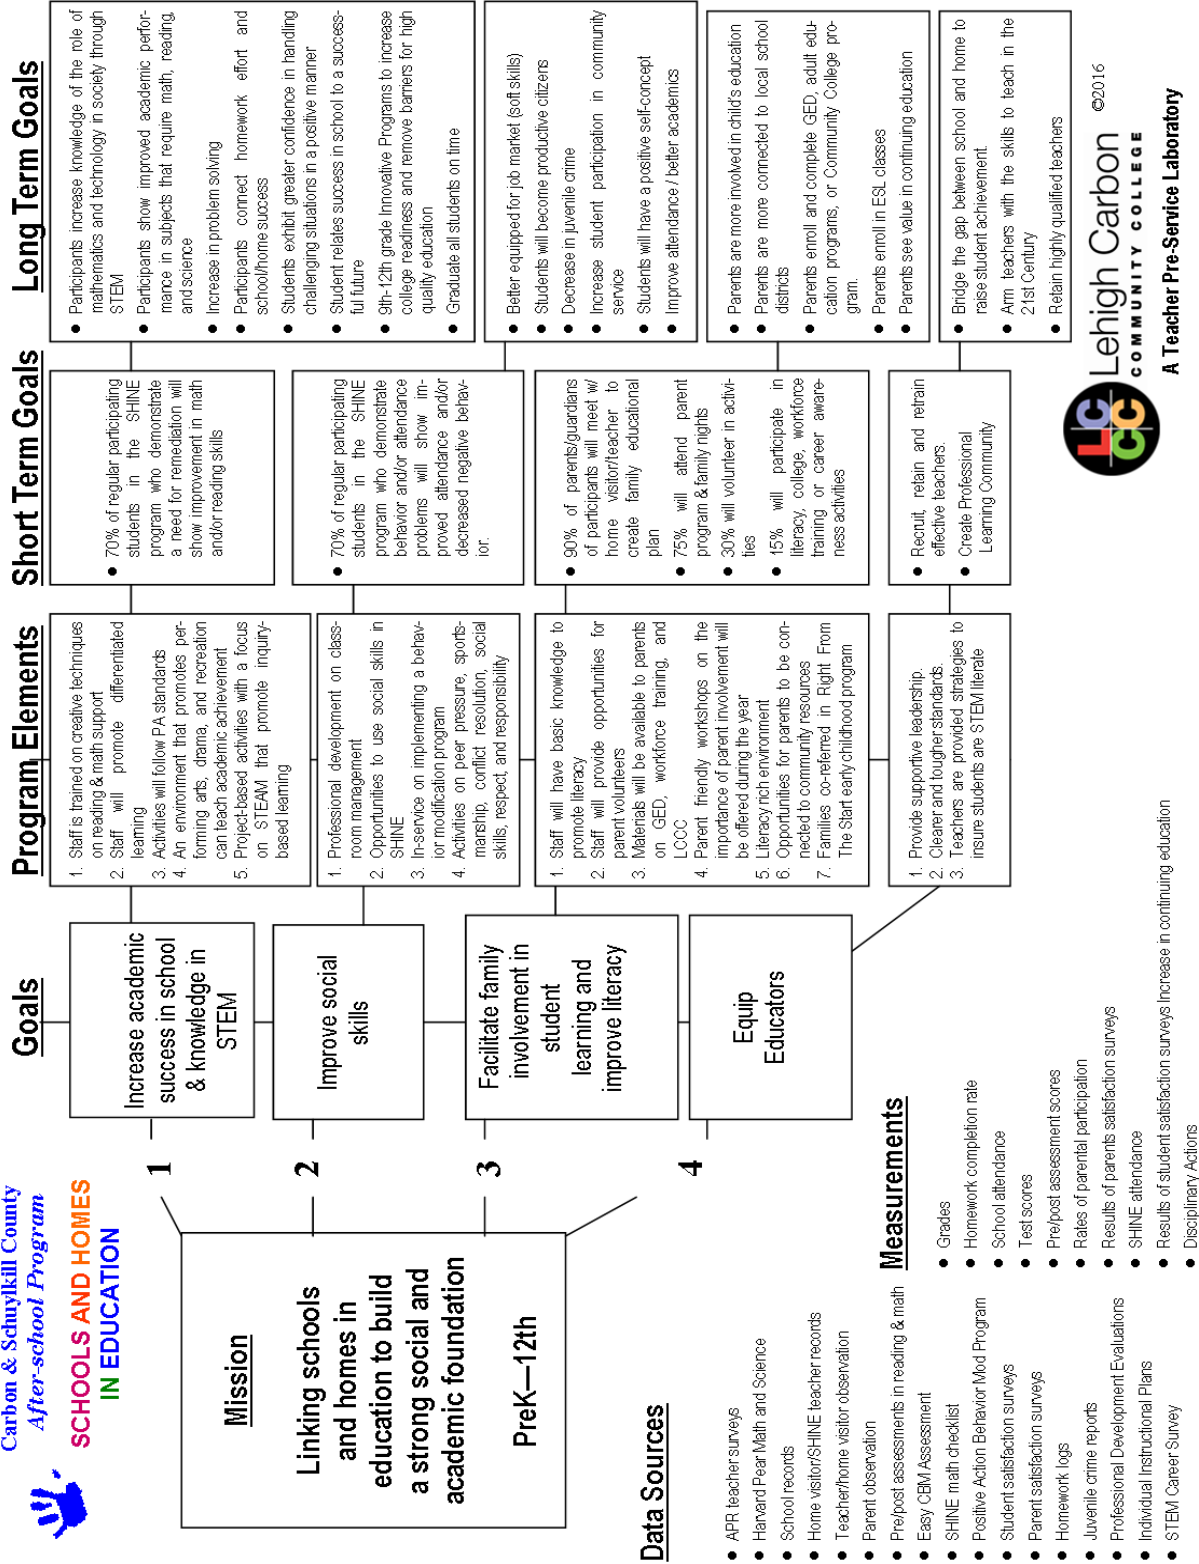 Carbon & Schuylkill County
After-school Program
SCHOOLS AND HOMES
IN EDUCATION
Mission
Linking schools
and homes in
education to build
a strong social and
academic foundation
PreK—12th
Goals
1
Increase academic
success in school
& knowledge in
STEM
2
Improve social
skills
3
Facilitate family
involvement in
student
learning and
improve literacy
4
Equip
Educators
Program Elements
1. Staff is trained on creative techniques
on reading & math support
2. Staff will promote differentiated
learning
3. Activities will follow PA standards
4. An environment that promotes per-
forming arts, drama, and recreation
can teach academic achievement
5. Project-based activities with a focus
on STEAM that promote inquiry-
based learning
1. Professional development on class-
room management
2. Opportunities to use social skills in
SHINE
3. In-service on implementing a behav-
ior modification program
4. Activities on peer pressure, sports-
manship, conflict resolution, social
skills, respect, and responsibility
1. Staff will have basic knowledge to
promote literacy
2. Staff will provide opportunities for
parent volunteers
3. Materials will be available to parents
on GED, workforce training, and
LCCC
4. Parent friendly workshops on the
importance of parent involvement will
be offered during the year
5. Literacy rich environment
6. Opportunities for parents to be con-
nected to community resources
7. Families co-referred in Right From
The Start early childhood program
1. Provide supportive leadership.
2. Clearer and tougher standards.
3. Teachers are provided strategies to
insure students are STEM literate
Short Term Goals
● 70% of regular participating
students in the SHINE
program who demonstrate
a need for remediation will
show improvement in math
and/or reading skills
● 70% of regular participating
students in the SHINE
program who demonstrate
behavior and/or attendance
problems will show im-
proved attendance and/or
decreased negative behav-
ior.
● 90% of parents/guardians
of participants will meet w/
home visitor/teacher to
create family educational
plan
● 75% will attend parent
program & family nights
● 30% will volunteer in activi-
ties
● 15% will participate in
literacy, college, workforce
training or career aware-
ness activities
● Recruit, retain and retrain
effective teachers.
● Create Professional
Learning Community
Long Term Goals
● Participants increase knowledge of the role of
mathematics and technology in society through
STEM
● Participants show improved academic perfor-
mance in subjects that require math, reading,
and science
● Increase in problem solving
● Participants connect homework effort and
school/home success
● Students exhibit greater confidence in handling
challenging situations in a positive manner
● Student relates success in school to a success-
ful future
● 9th-12th grade Innovative Programs to increase
college readiness and remove barriers for high
quality education
● Graduate all students on time
● Better equipped for job market (soft skills)
● Students will become productive citizens
● Decrease in juvenile crime
● Increase student participation in community
service
● Students will have a positive self-concept
● Improve attendance / better academics
● Parents are more involved in child's education
● Parents are more connected to local school
districts
● Parents enroll and complete GED, adult edu-
cation programs, or Community College pro-
gram.
● Parents enroll in ESL classes
● Parents see value in continuing education
● Bridge the gap between school and home to
raise student achievement.
● Arm teachers with the skills to teach in the
21st Century
● Retain highly qualified teachers
Data Sources
● APR teacher surveys
● Harvard Pear Math and Science
● School records
● Home visitor/SHINE teacher records
● Teacher/home visitor observation
● Parent observation
● Pre/post assessments in reading & math
● Easy CBM Assessment
● SHINE math checklist
● Positive Action Behavior Mod Program
● Student satisfaction surveys
● Parent satisfaction surveys
● Homework logs
● Juvenile crime reports
● Professional Development Evaluations
● Individual Instructional Plans
● STEM Career Survey
Measurements
● Grades
● Homework completion rate
● School attendance
● Test scores
● Pre/post assessment scores
● Rates of parental participation
● Results of parents satisfaction surveys
● SHINE attendance
● Results of student satisfaction surveys Increase in continuing education
● Disciplinary Actions
LC
CC
Lehigh Carbon ©2016
COMMUNITY COLLEGE
A Teacher Pre-Service Laboratory